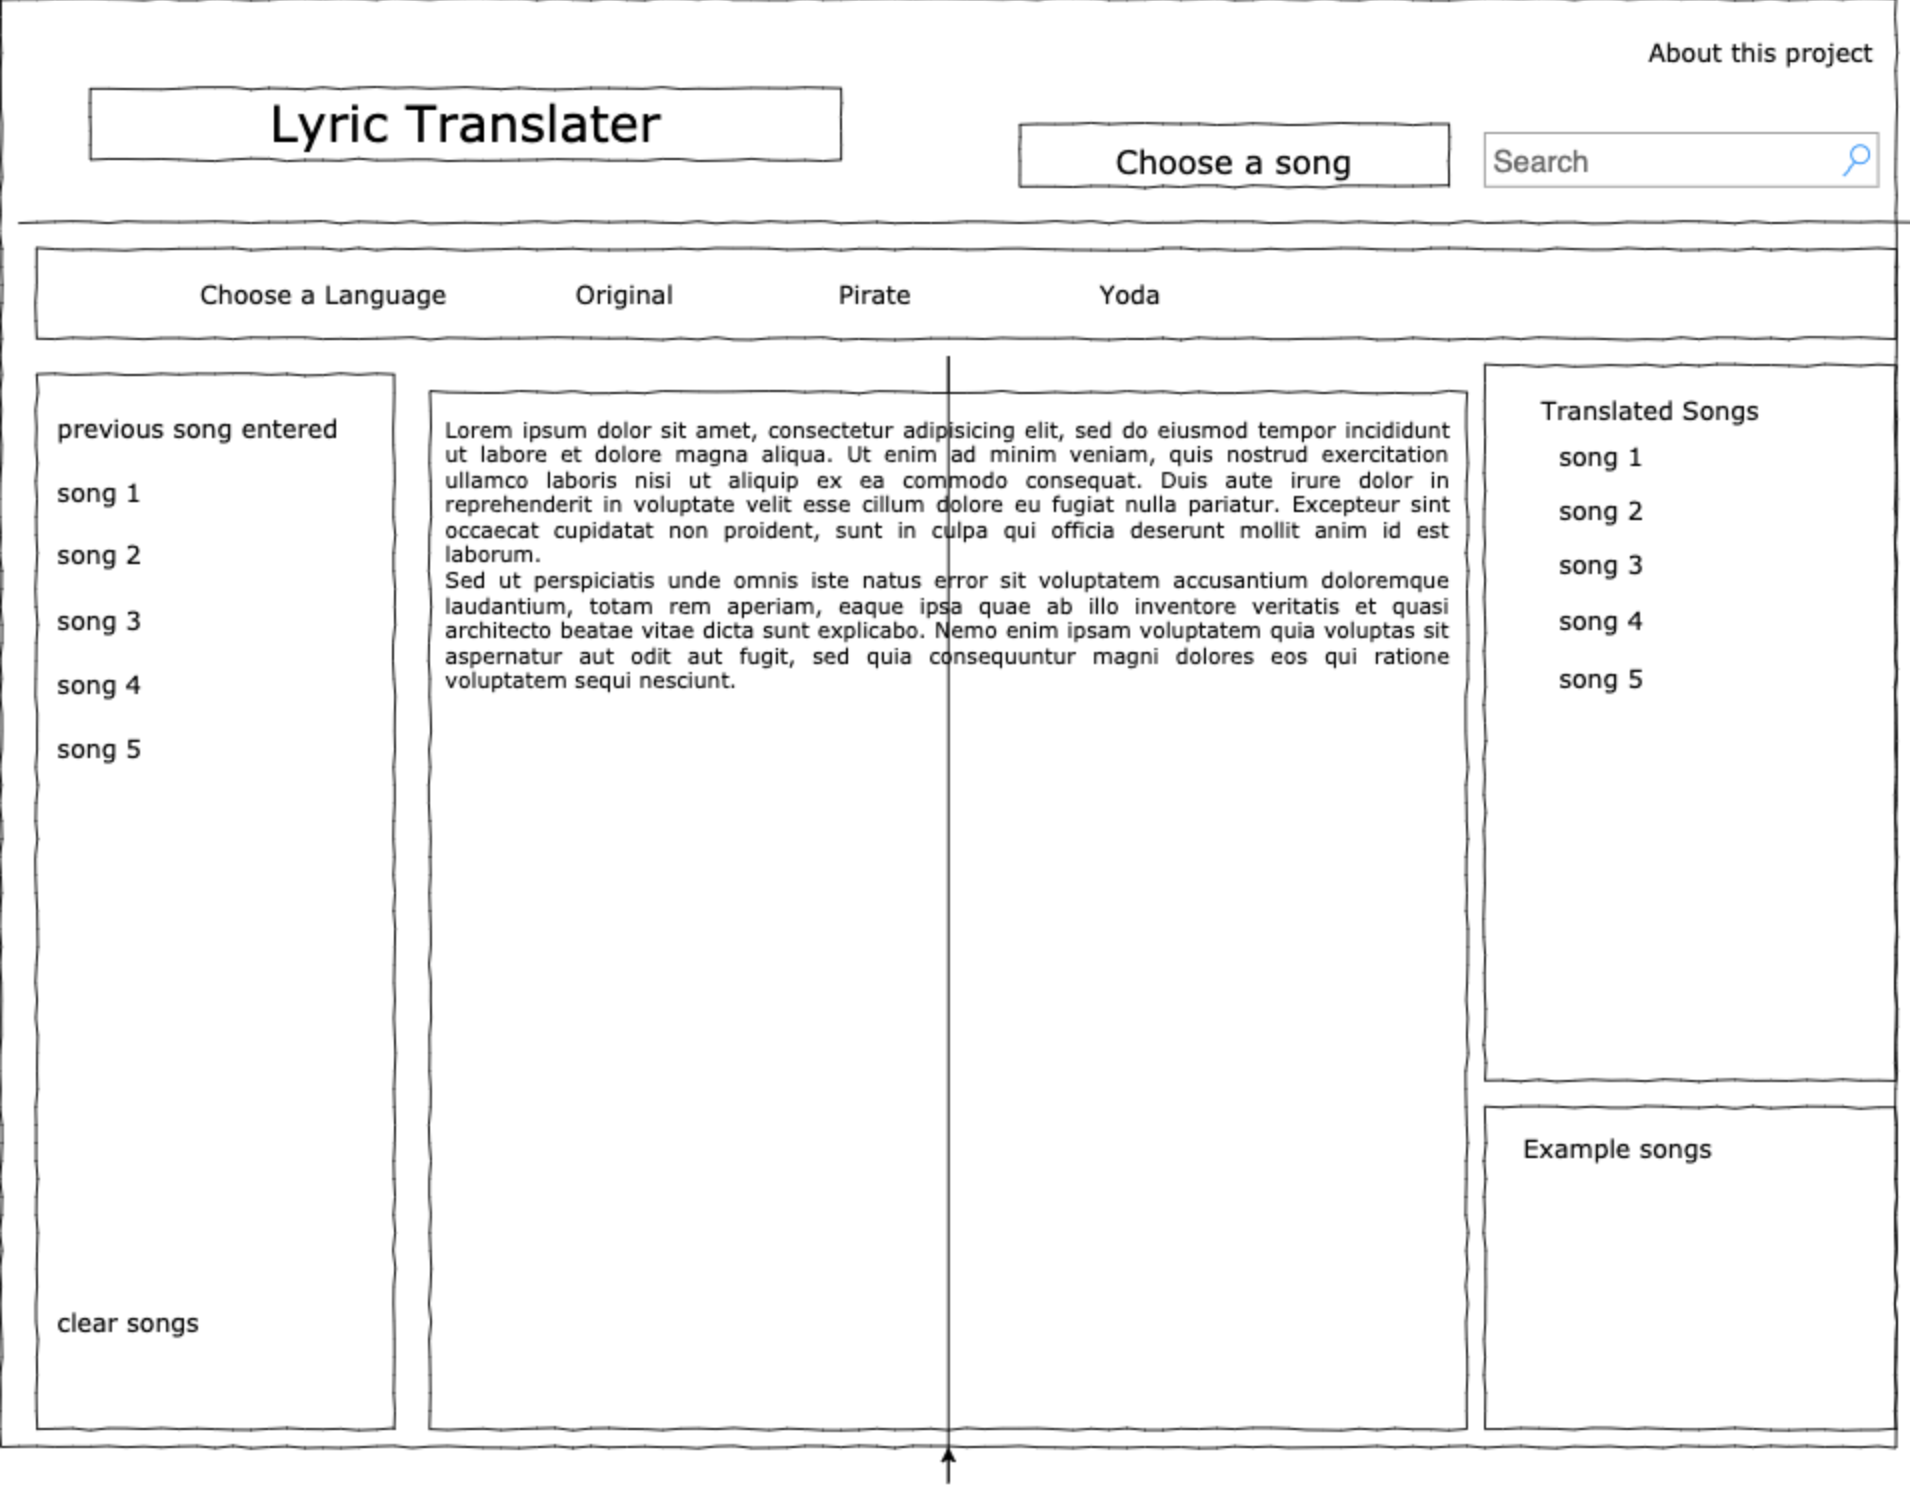 About this project
Lyric Translater
Choose a song
Search
Choose a Language Original Pirate Yoda
previous song entered
song 1
song 2
song 3
song 4
song 5
clear songs
Lorem ipsum dolor sit amet, consectetur adipisicing elit, sed do eiusmod tempor incididunt
ut labore et dolore magna aliqua. Ut enim ad minim veniam, quis nostrud exercitation
ullamco laboris nisi ut aliquip ex ea commodo consequat. Duis aute irure dolor in
reprehenderit in voluptate velit esse cillum dolore eu fugiat nulla pariatur. Excepteur sint
occaecat cupidatat non proident, sunt in culpa qui officia deserunt mollit anim id est
laborum.
Sed ut perspiciatis unde omnis iste natus error sit voluptatem accusantium doloremque
laudantium, totam rem aperiam, eaque ipsa quae ab illo inventore veritatis et quasi
architecto beatae vitae dicta sunt explicabo. Nemo enim ipsam voluptatem quia voluptas sit
aspernatur aut odit aut fugit, sed quia consequuntur magni dolores eos qui ratione
voluptatem sequi nesciunt.
Translated Songs
song 1
song 2
song 3
song 4
song 5
Example songs